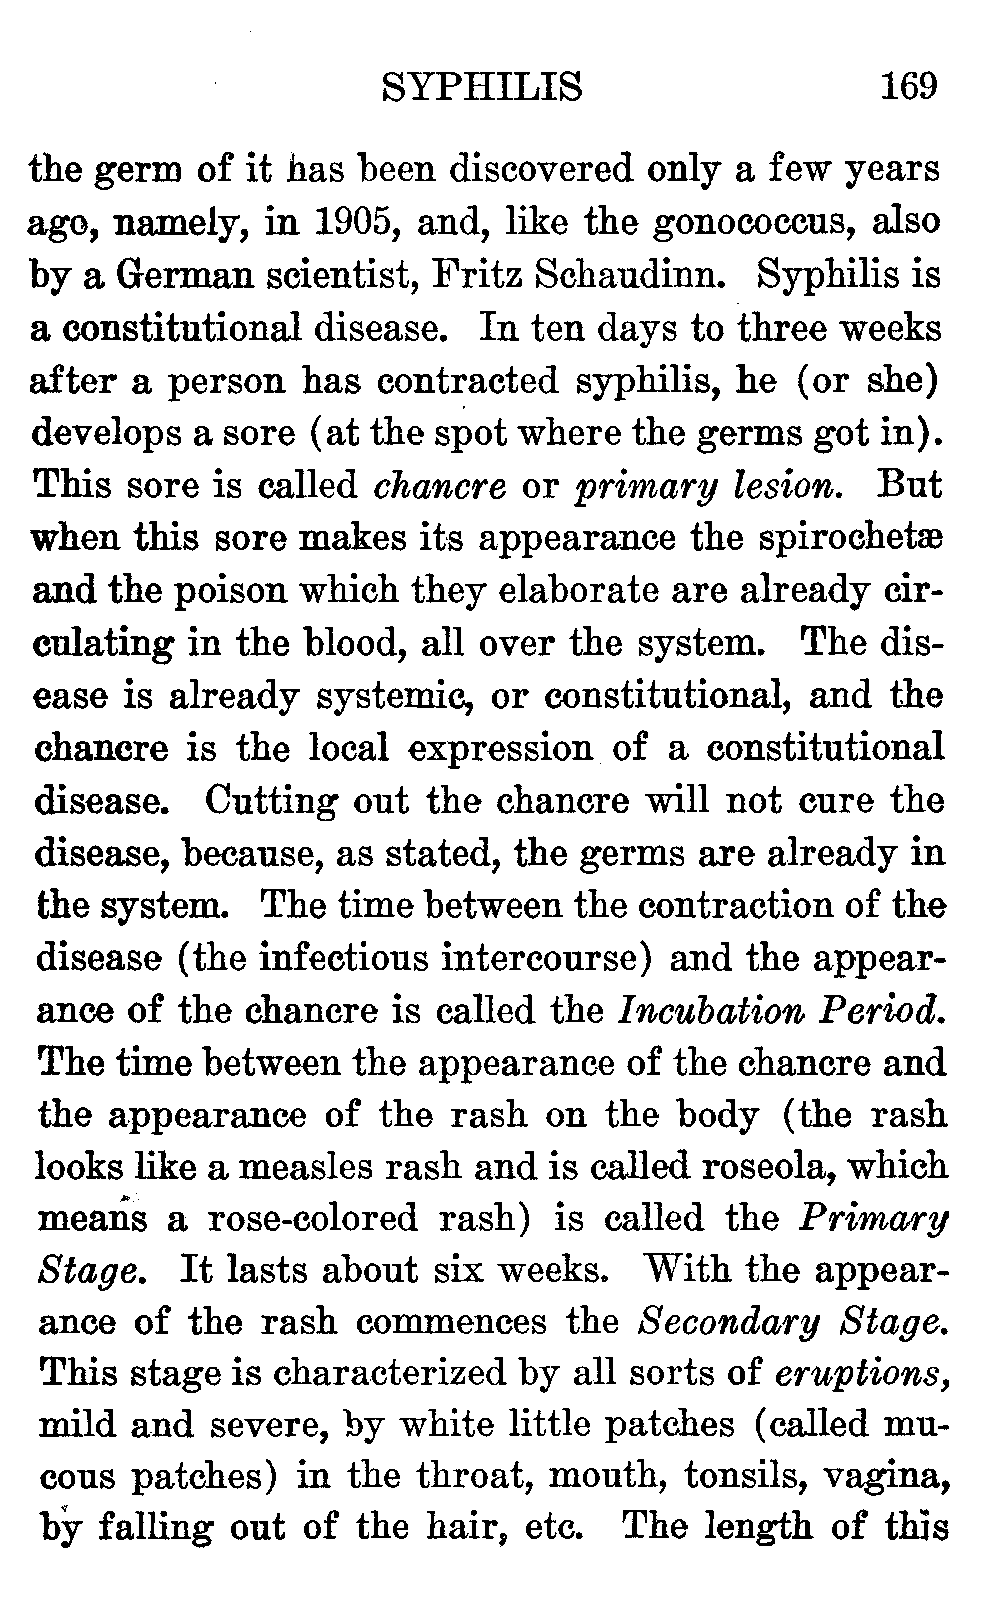 SYPHILIS 169
the germ of it has been discovered only a few years
ago, namely, in 1905, and, like the gonococcus, also
by a German scientist, Fritz Schaudinn. Syphilis is
a constitutional disease. In ten days to three weeks
after a person has contracted syphilis, he (or she)
develops a sore (at the spot where the germs got in).
This sore is called chancre or primary lesion. But
when this sore makes its appearance the spirochetæ
and the poison which they elaborate are already cir-
culating in the blood, all over the system. The dis-
ease is already systemic, or constitutional, and the
chancre is the local expression of a constitutional
disease. Cutting out the chancre will not cure the
disease, because, as stated, the germs are already in
the system. The time between the contraction of the
disease (the infectious intercourse) and the appear-
ance of the chancre is called the Incubation Period.
The time between the appearance of the chancre and
the appearance of the rash on the body (the rash
looks like a measles rash and is called roseola, which
means a rose-colored rash) is called the Primary
Stage. It lasts about six weeks. With the appear-
ance of the rash commences the Secondary Stage.
This stage is characterized by all sorts of eruptions,
mild and severe, by white little patches (called mu-
cous patches) in the throat, mouth, tonsils, vagina,
by falling out of the hair, etc. The length of this